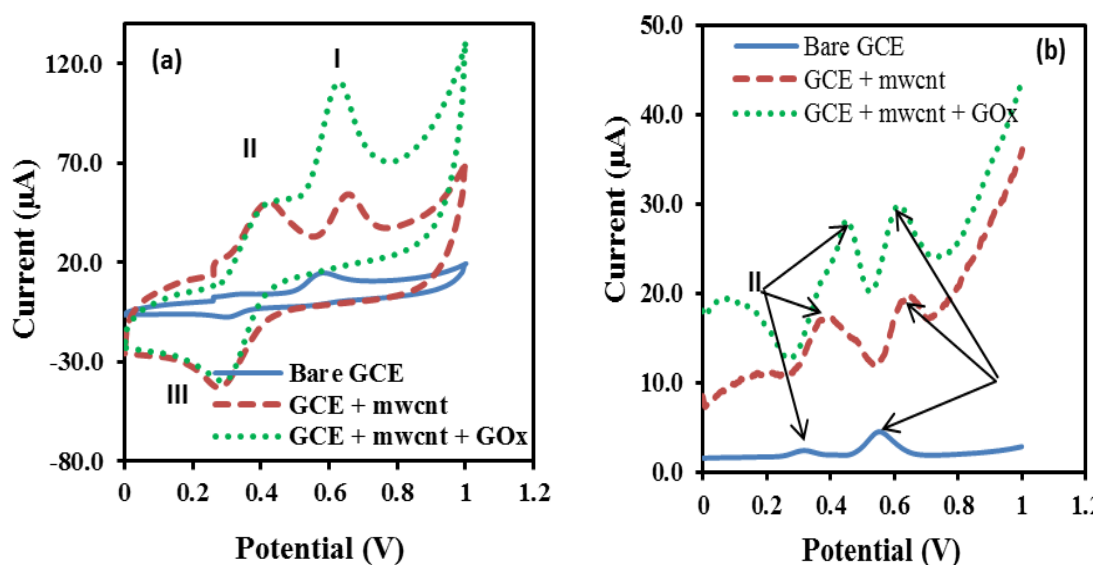 (a)
I
II
III
Current (µA)
120.0
70.0
20.0
-30.0
-80.0
Bare GCE
GCE + mwcnt
GCE + mwcnt + GOx
0 0.2 0.4 0.6 0.8 1 1.2
Potential (V)
(b)
Bare GCE
GCE + mwcnt
GCE + mwcnt + GOx
II
Current (µA)
50.0
40.0
30.0
20.0
10.0
0.0
0 0.2 0.4 0.6 0.8 1 1.2
Potential (V)